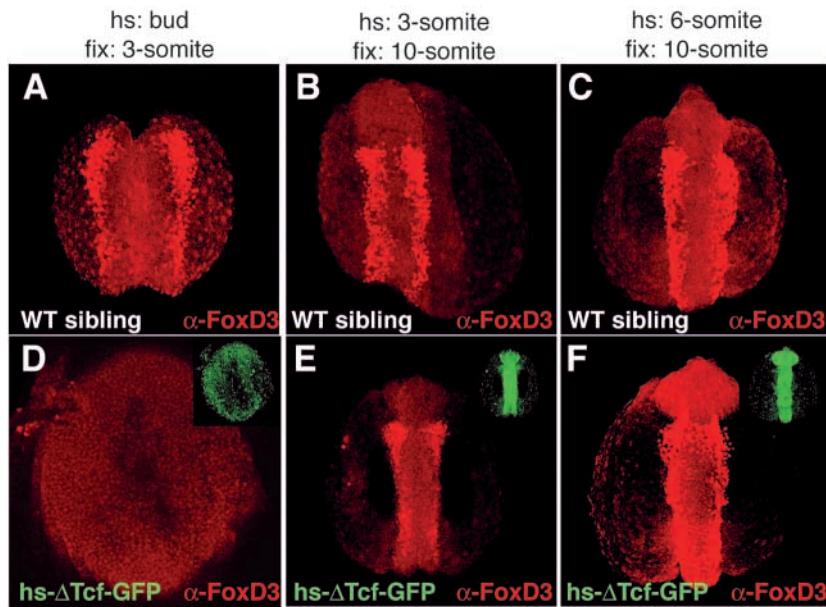 hs: bud
fix: 3-somite
hs: 3-somite
fix: 10-somite
hs: 6-somite
fix: 10-somite
A
WT sibling α-FoxD3
B
WT sibling α-FoxD3
C
WT sibling α-FoxD3
D
hs-ΔTcf-GFP α-FoxD3
E
hs-ΔTcf-GFP α-FoxD3
F
hs-ΔTcf-GFP α-FoxD3